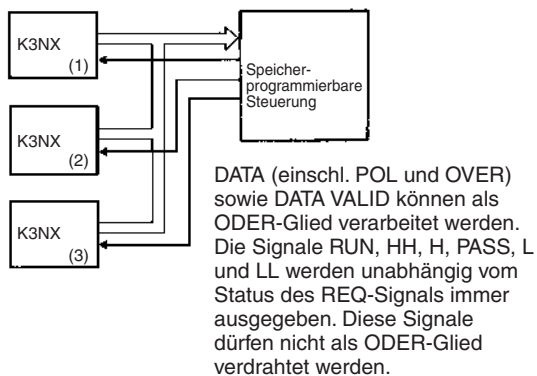 K3NX
(1)
Speicher-
programmierbare
Steuerung
K3NX
(2)
K3NX
(3)
DATA (einschl. POL und OVER)
sowie DATA VALID können als
ODER-Glied verarbeitet werden.
Die Signale RUN, HH, H, PASS, L
und LL werden unabhängig vom
Status des REQ-Signals immer
ausgegeben. Diese Signale
dürfen nicht als ODER-Glied
verdrahtet werden.